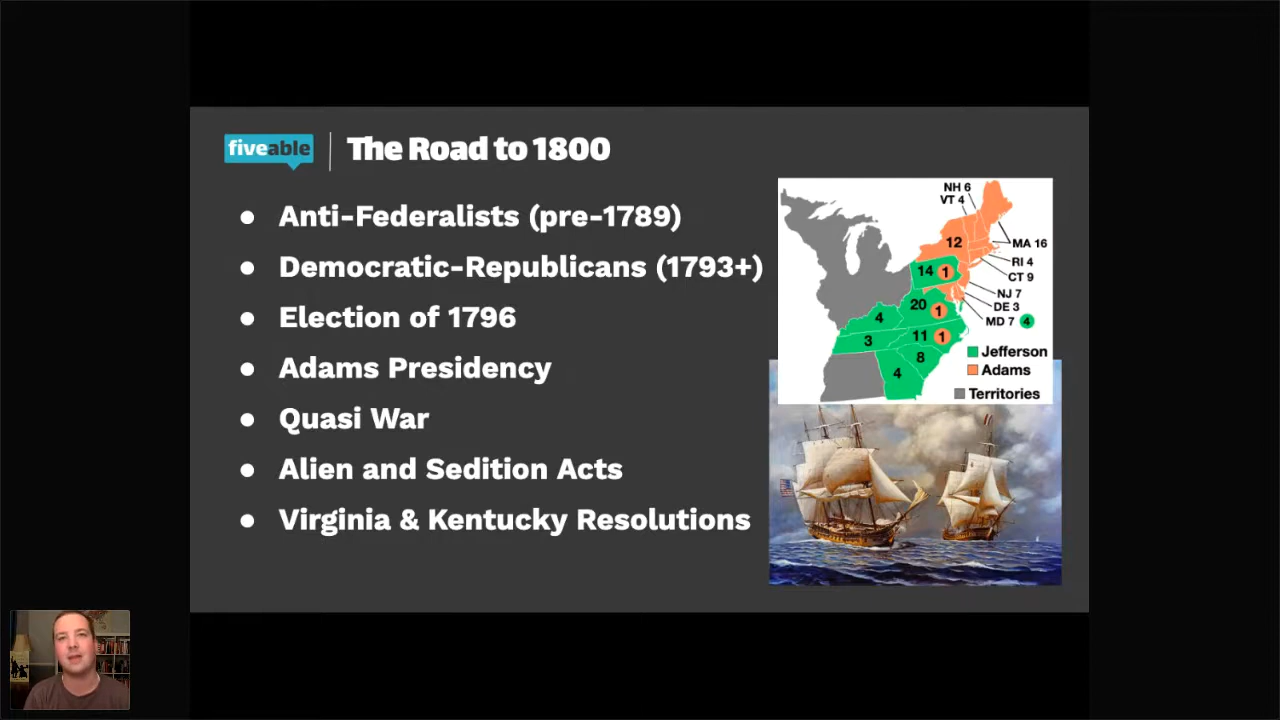 fiveable
The Road to 1800
● Anti-Federalists (pre-1789)
● Democratic-Republicans (1793+)
● Election of 1796
● Adams Presidency
● Quasi War
● Alien and Sedition Acts
● Virginia & Kentucky Resolutions
NH 6
VT 4
12
MA 16
RI 4
CT 9
14 1
NJ 7
DE 3
MD 7 4
20 1
4
11 1
3
8
4
Jefferson
Adams
Territories